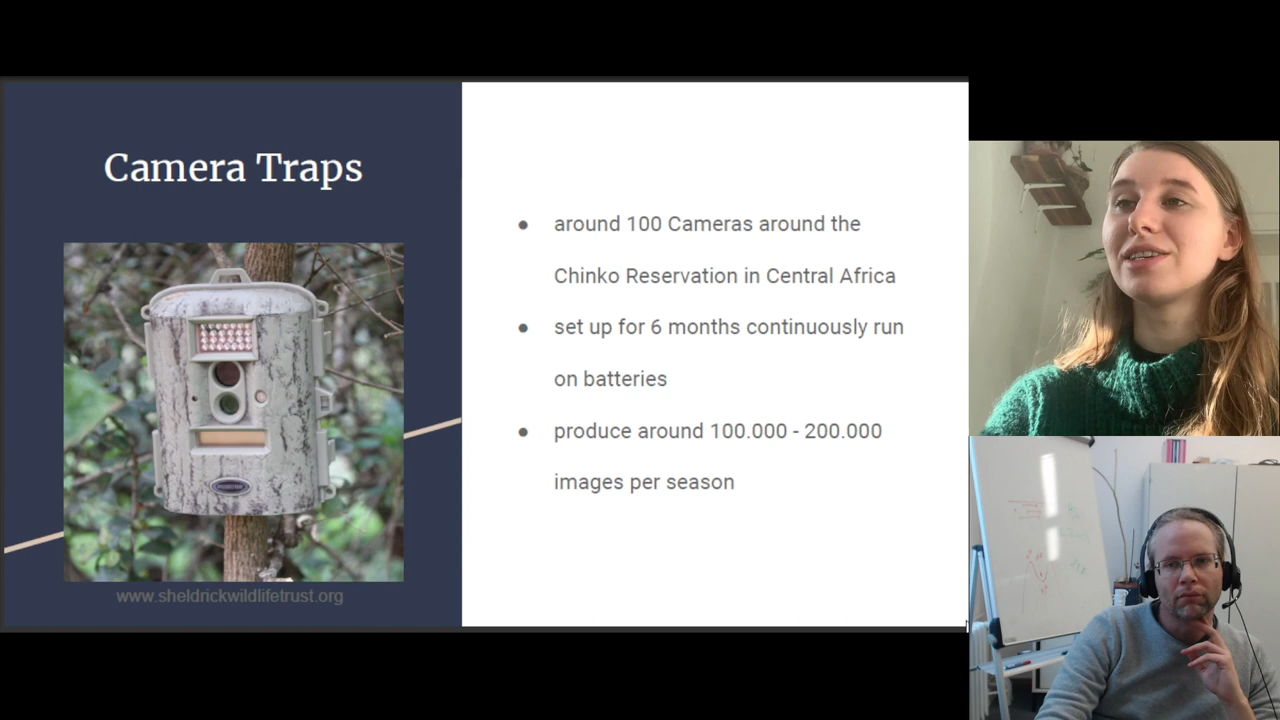 Camera Traps
www.sheldrickwildlifetrust.org
● around 100 Cameras around the
Chinko Reservation in Central Africa
● set up for 6 months continuously run
on batteries
● produce around 100.000 - 200.000
images per season